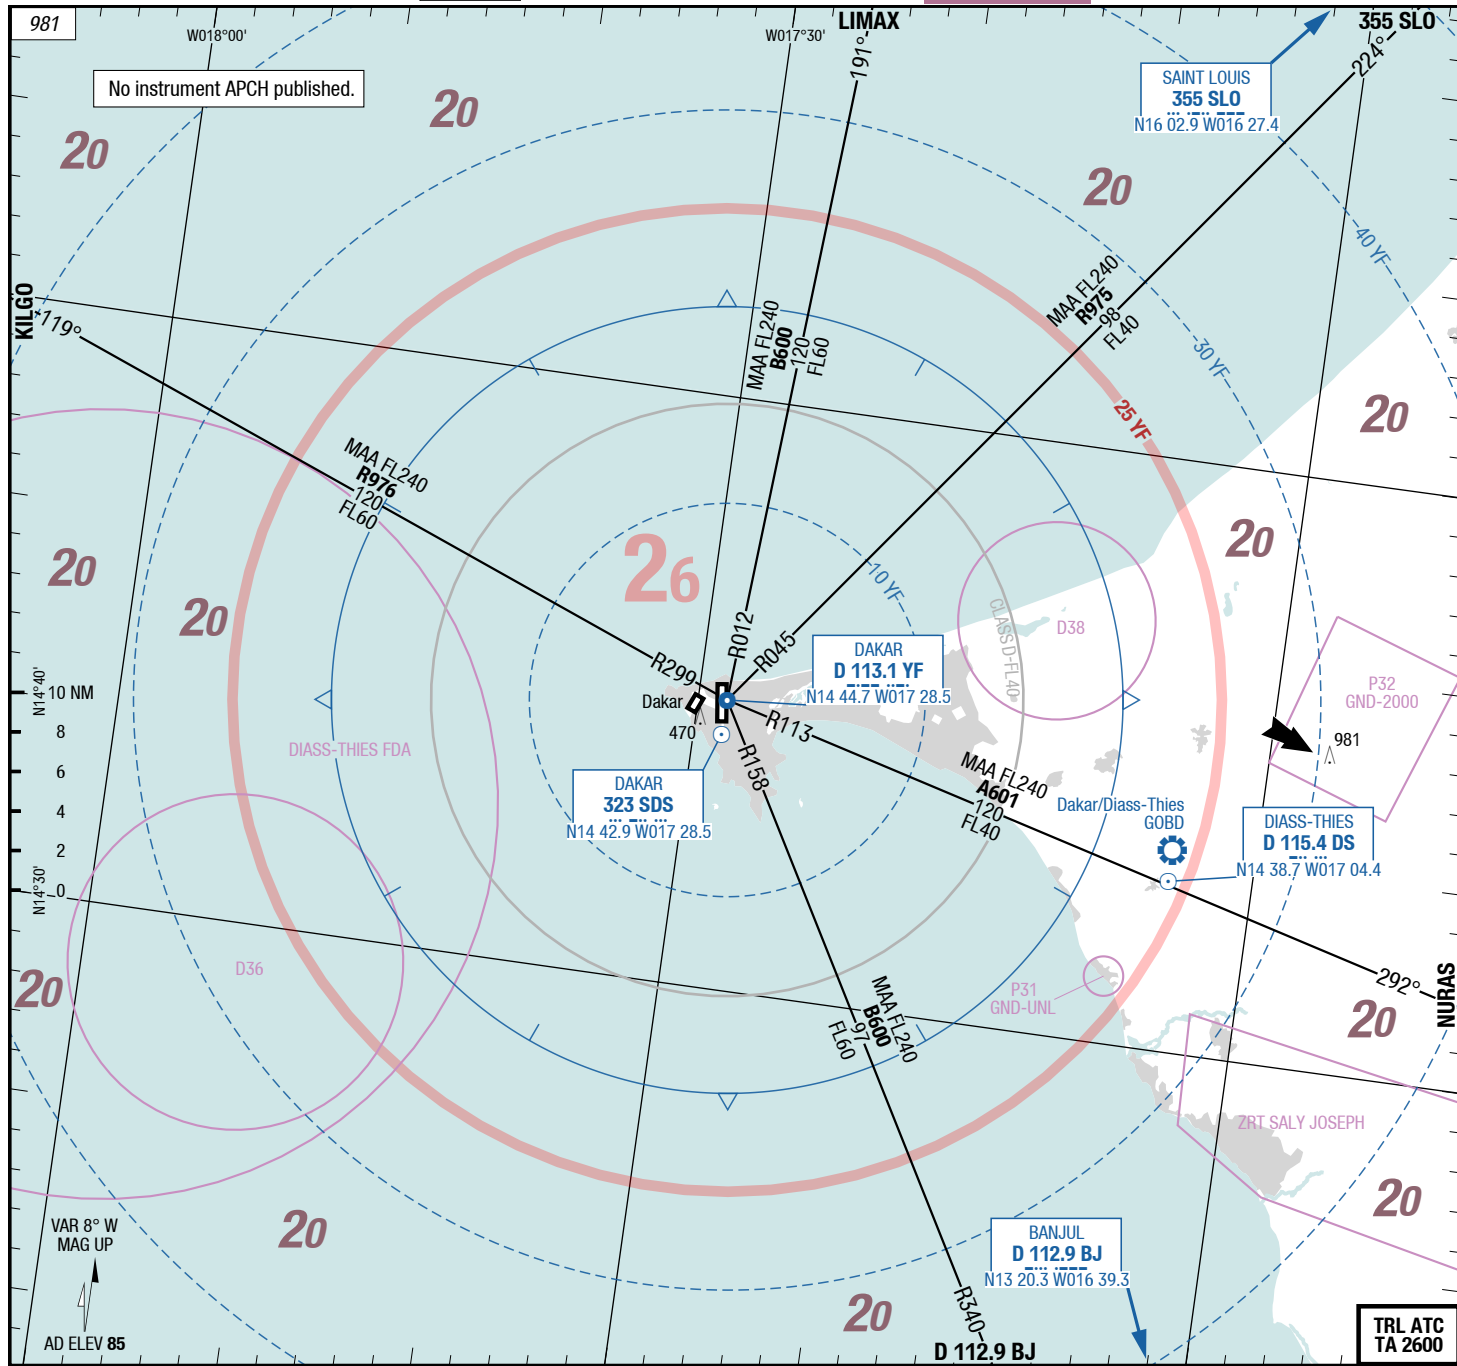 981
W018°00'
W017°30'
LIMAX
355 SLO
191°
224°
No instrument APCH published.
SAINT LOUIS
355 SLO
N16 02.9 W016 27.4
20
20
20
40 YF
KILGO
119°
MAA FL240
B600
120
FL60
MAA FL240
R975
98
FL40
30 YF
25 YF
20
20
MAA FL240
R976
120
FL60
20
20
26
10 YF
CLASS D-FL40
D38
R012
R045
R299
DAKAR
D 113.1 YF
N14 44.7 W017 28.5
P32
GND-2000
N14°40'
10 NM
8
6
4
2
0
N14°30'
Dakar
470
R113
R158
981
DIASS-THIES FDA
DAKAR
323 SDS
N14 42.9 W017 28.5
MAA FL240
A601
120
FL40
Dakar/Diass-Thies
GOBD
DIASS-THIES
D 115.4 DS
N14 38.7 W017 04.4
D36
20
P31
GND-UNL
292°
NURAS
20
MAA FL240
B600
97
FL60
ZRT SALY JOSEPH
20
20
VAR 8° W
MAG UP
BANJUL
D 112.9 BJ
N13 20.3 W016 39.3
R340
20
AD ELEV 85
D 112.9 BJ
TRL ATC
TA 2600